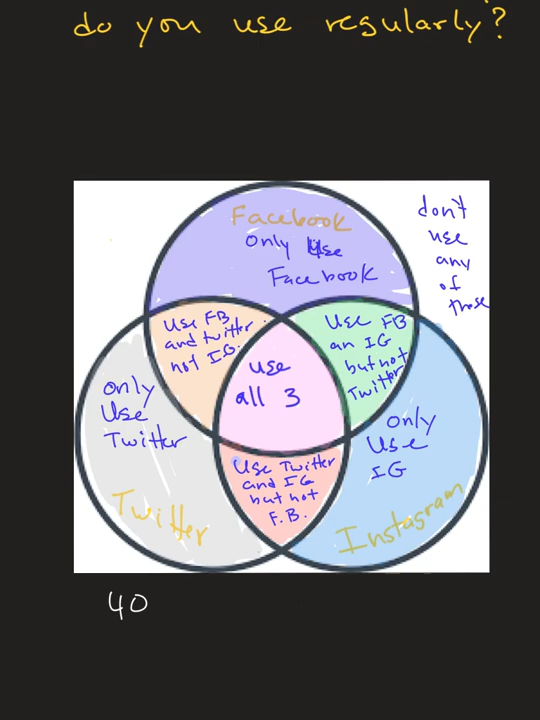 do you use regularly?
Facebook
only Use
Facebook
don't
use
any
of
those
Use FB
and twitter
not IG.
Use FB
an IG
but not
Twitter
use
all 3
only
Use
Twitter
only
Use
IG
Use Twitter
and IG
but not
F.B.
Twitter
Instagram
40